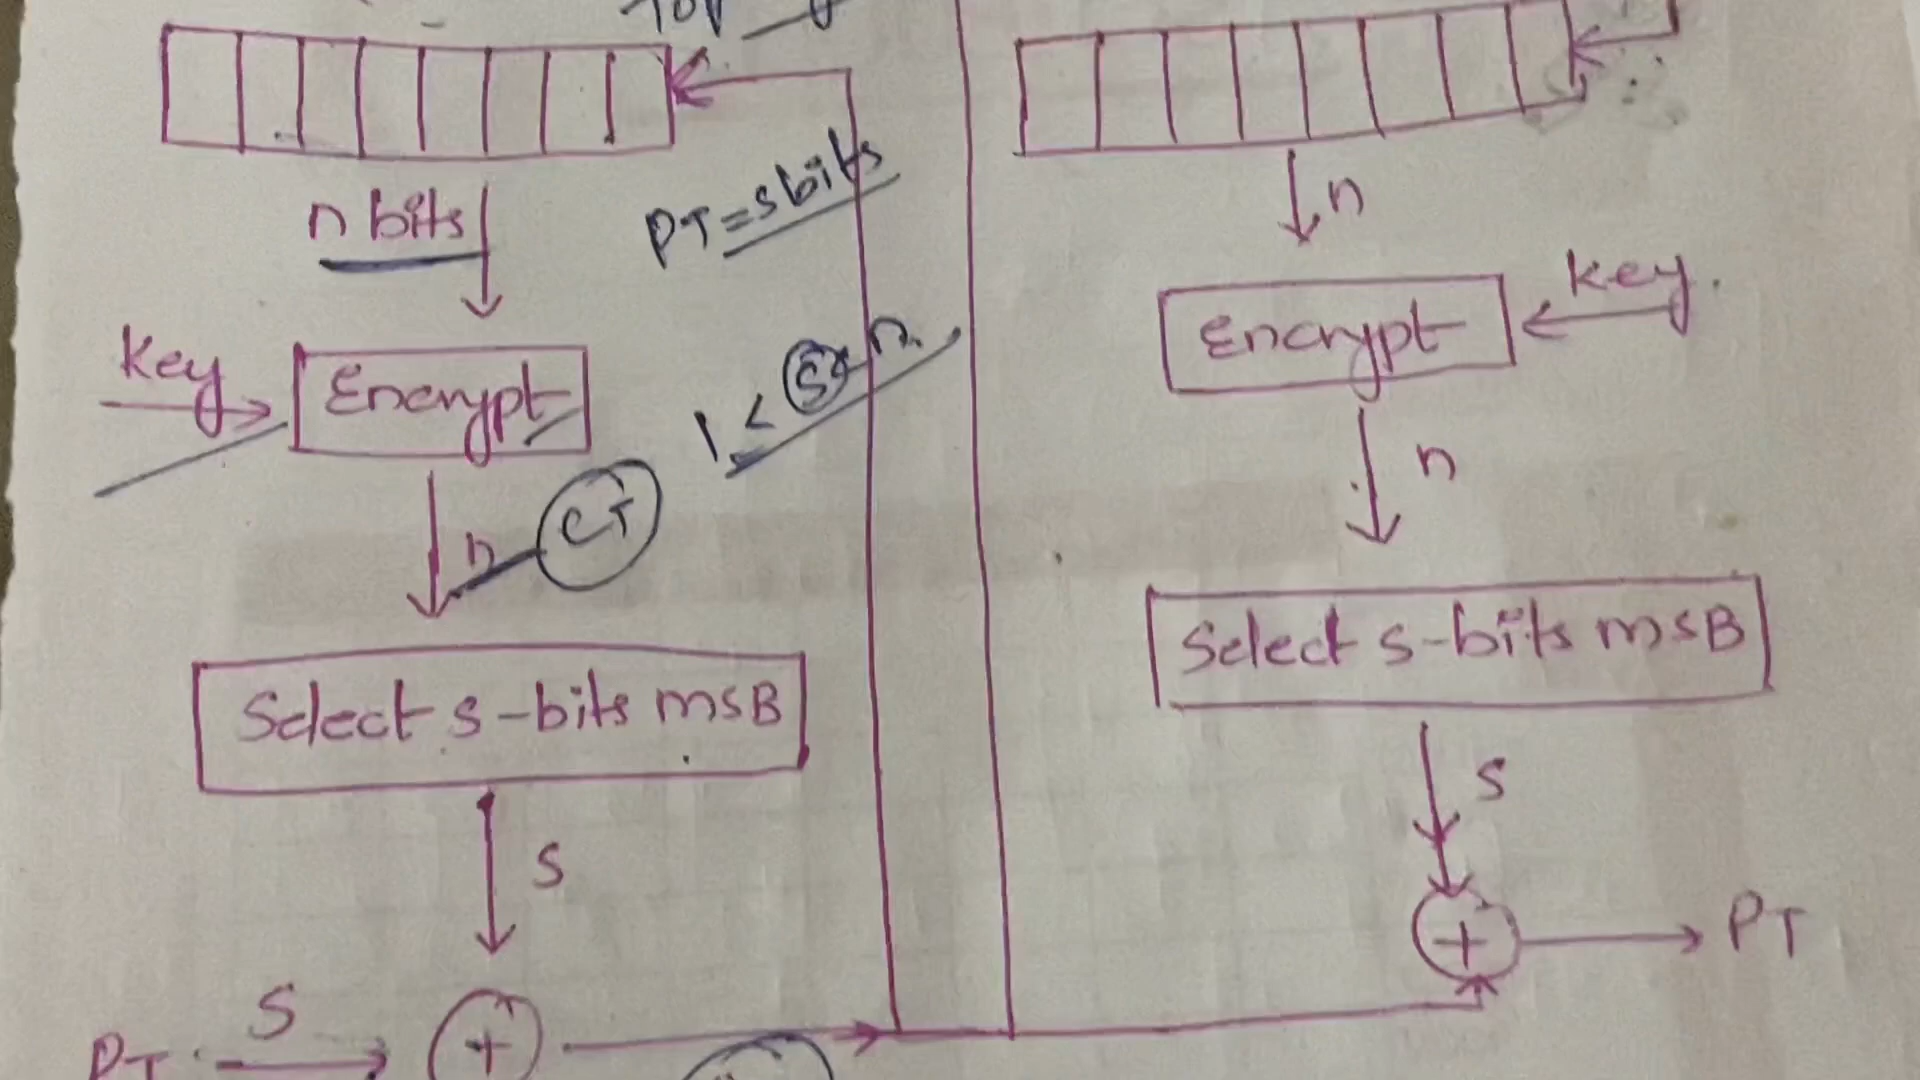 n bits
PT = s bits
key
Encrypt
1 < S < n
n
CT
Select s-bits MSB
S
PT
S
+
n
Encrypt
key.
n
Select s-bits MSB
S
+
PT